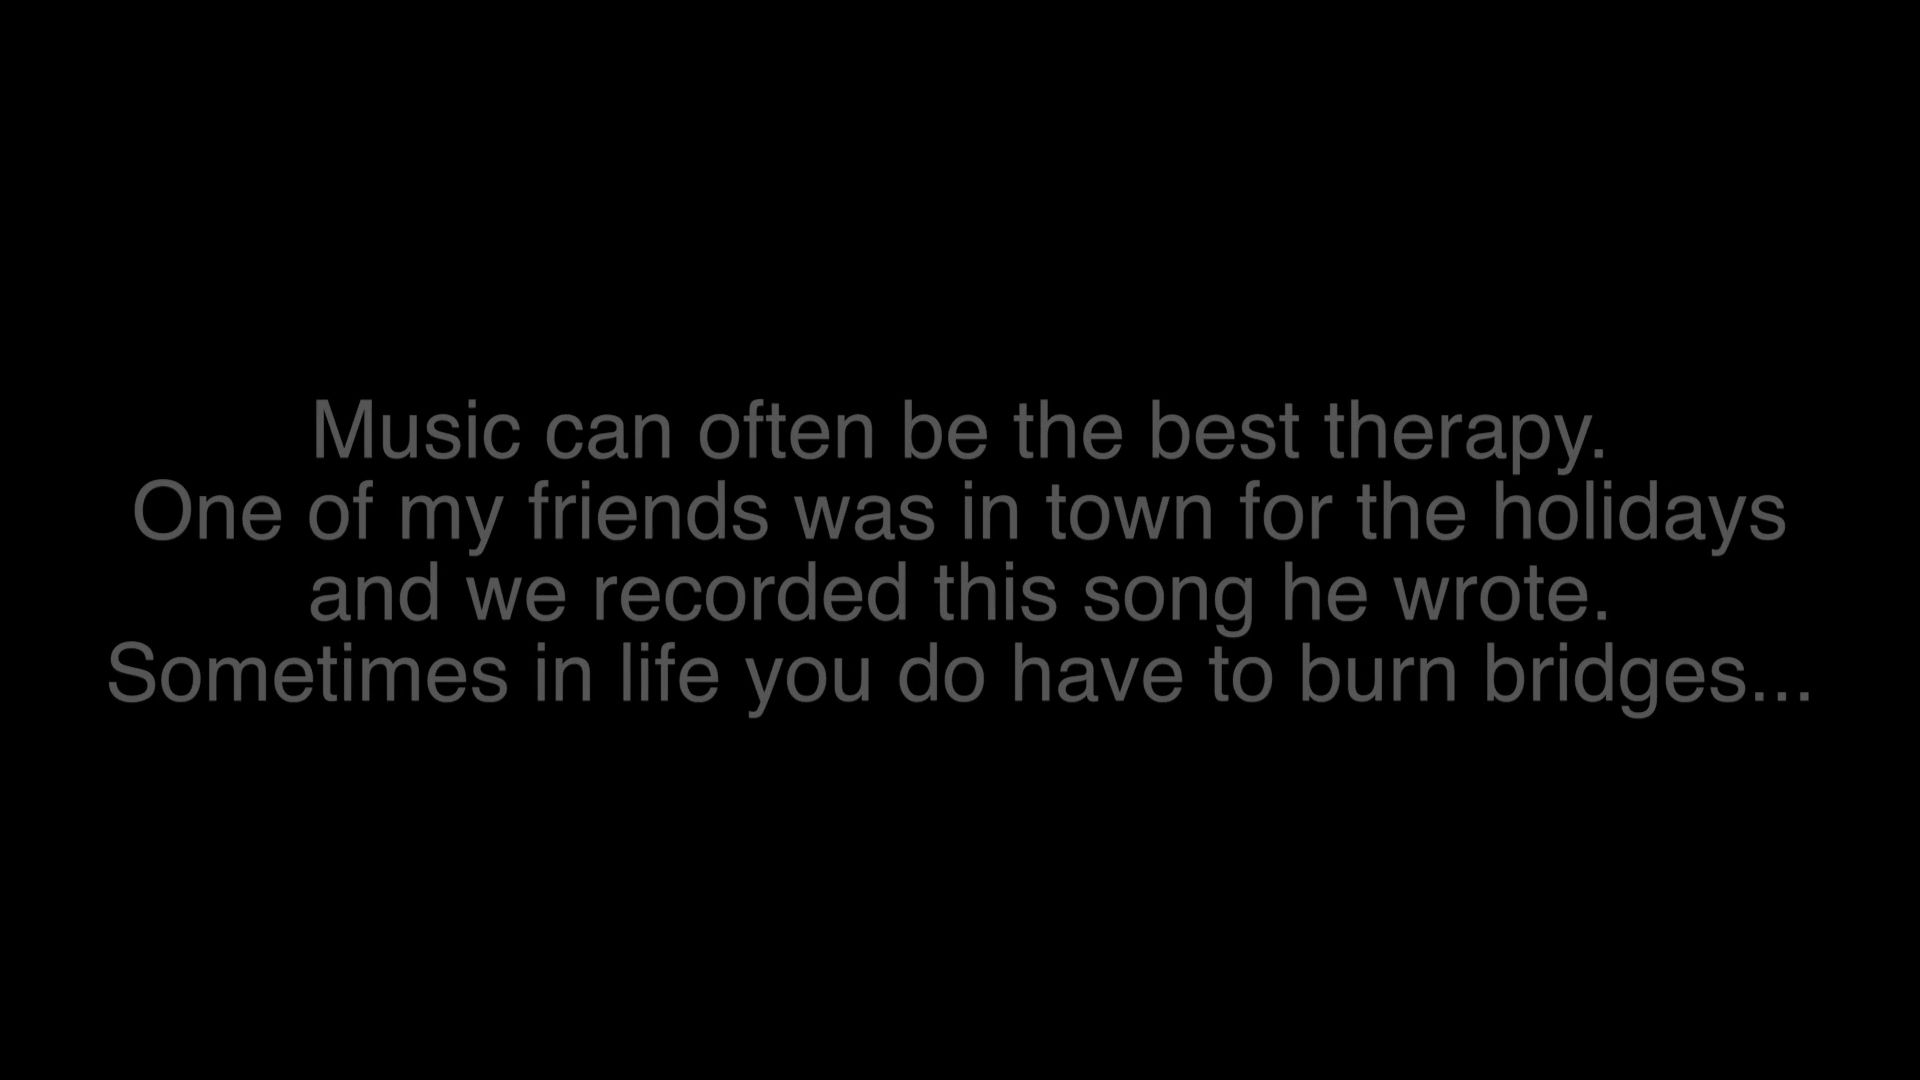 Music can often be the best therapy.
One of my friends was in town for the holidays
and we recorded this song he wrote.
Sometimes in life you do have to burn bridges...